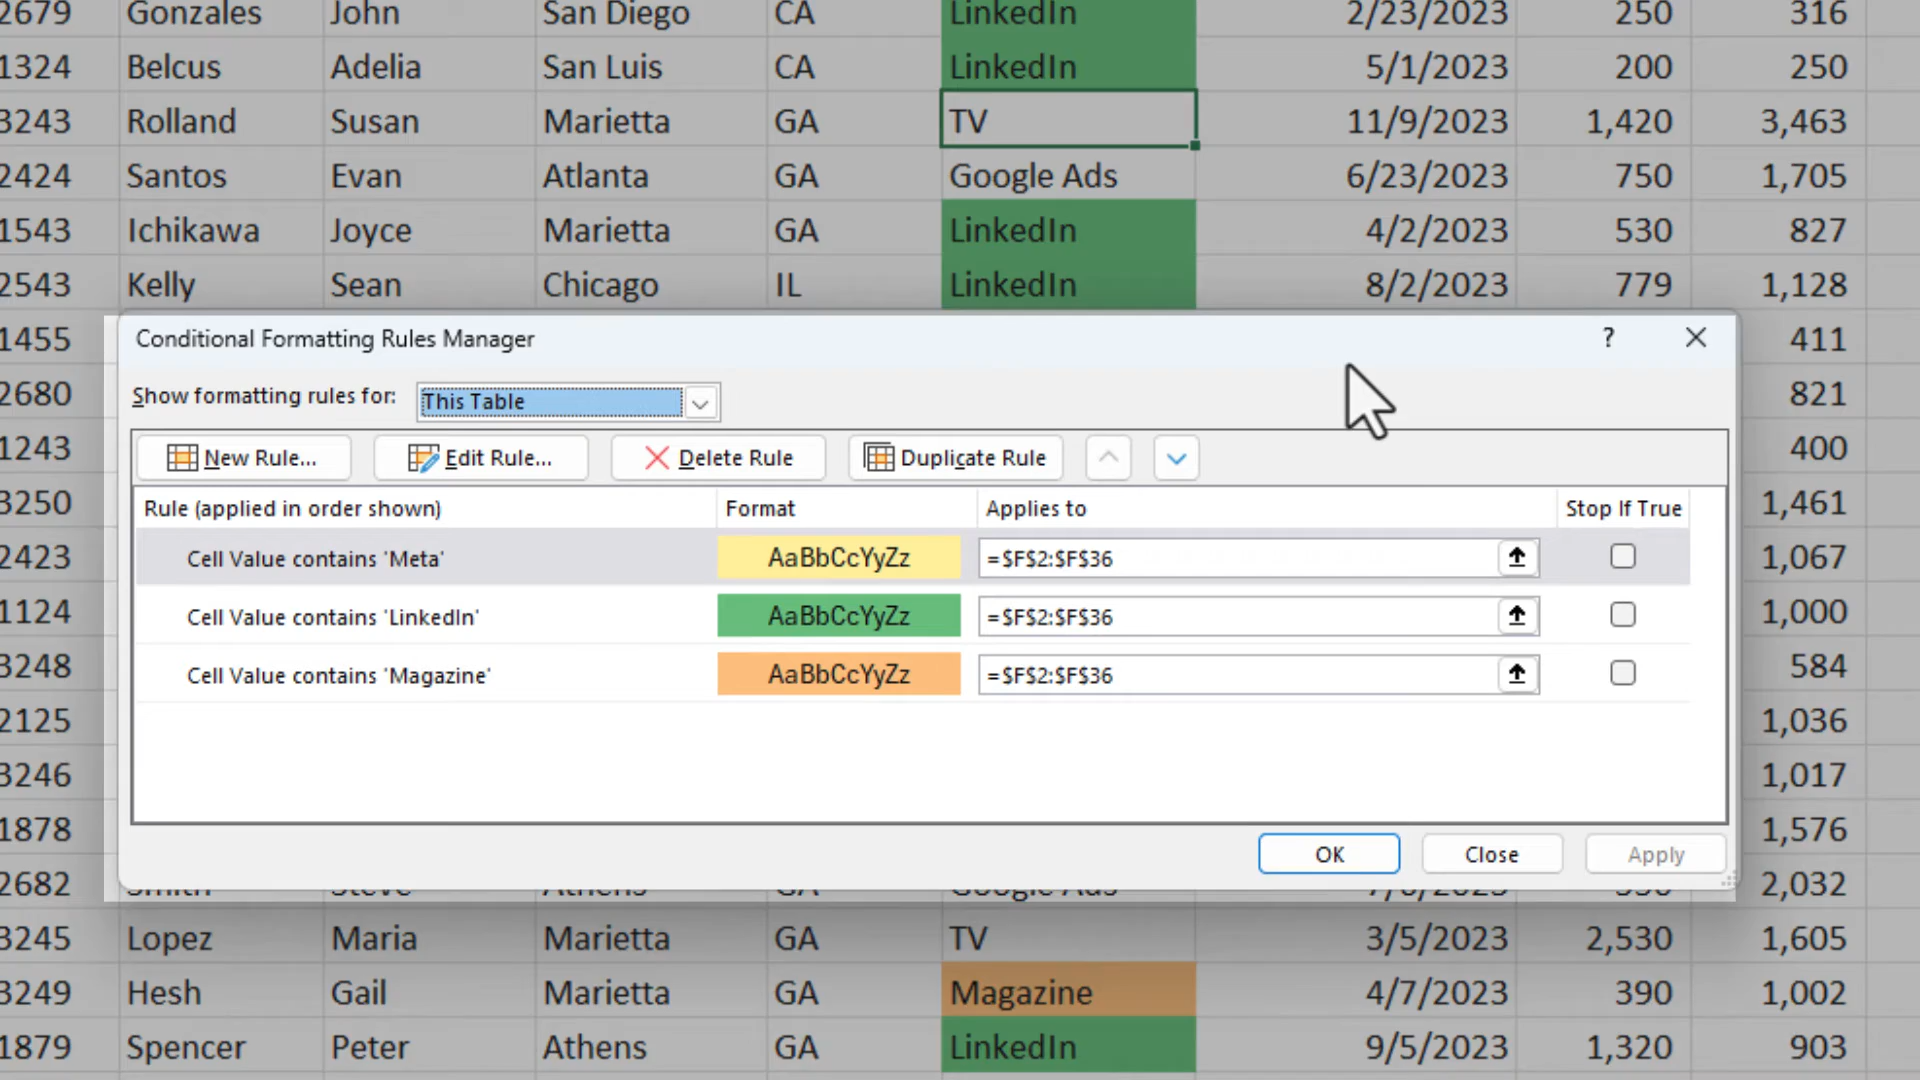 2679 Gonzales John San Diego CA LinkedIn 2/23/2023 250 316
1324 Belcus Adelia San Luis CA LinkedIn 5/1/2023 200 250
3243 Rolland Susan Marietta GA TV 11/9/2023 1,420 3,463
2424 Santos Evan Atlanta GA Google Ads 6/23/2023 750 1,705
1543 Ichikawa Joyce Marietta GA LinkedIn 4/2/2023 530 827
2543 Kelly Sean Chicago IL LinkedIn 8/2/2023 779 1,128
1455 411
Conditional Formatting Rules Manager ?
2680 821
Show formatting rules for: This Table
1243 400
New Rule... Edit Rule... Delete Rule Duplicate Rule
3250 1,461
Rule (applied in order shown) Format Applies to Stop If True
2423 1,067
Cell Value contains 'Meta' AaBbCcYyZz =$F$2:$F$36
1124 1,000
Cell Value contains 'LinkedIn' AaBbCcYyZz =$F$2:$F$36
3248 584
Cell Value contains 'Magazine' AaBbCcYyZz =$F$2:$F$36
2125 1,036
3246 1,017
1878 1,576
OK Close Apply
2682 Smith Steve Athens GA Google Ads 2,032
3245 Lopez Maria Marietta GA TV 3/5/2023 2,530 1,605
3249 Hesh Gail Marietta GA Magazine 4/7/2023 390 1,002
1879 Spencer Peter Athens GA LinkedIn 9/5/2023 1,320 903